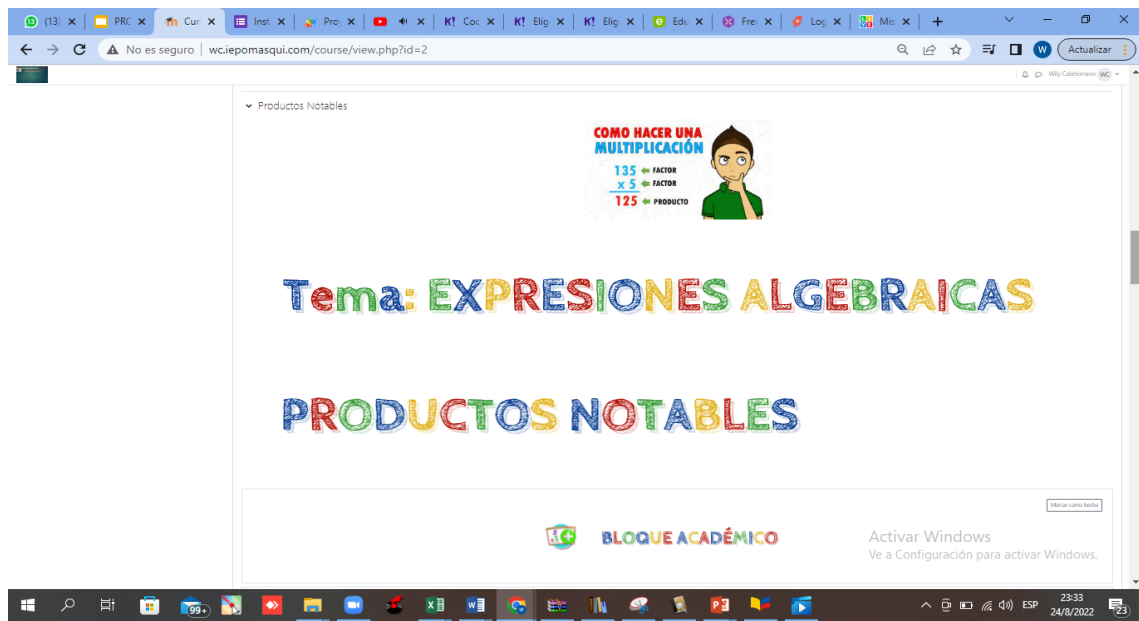 (13)
PRC
Cur
Inst
Pro
K! Coc
K! Elig
K! Elig
Edu
Fre
Log
Mis
No es seguro | wc.iepomasqui.com/course/view.php?id=2
W
Actualizar
Wily Calahorrano WC
Productos Notables
COMO HACER UNA
MULTIPLICACIÓN
135 FACTOR
x 5 FACTOR
125 PRODUCTO
Tema: EXPRESIONES ALGEBRAICAS
PRODUCTOS NOTABLES
Marcar como hecha
BLOQUE ACADÉMICO
Activar Windows
Ve a Configuración para activar Windows.
99+
ESP
23:33
24/8/2022
23